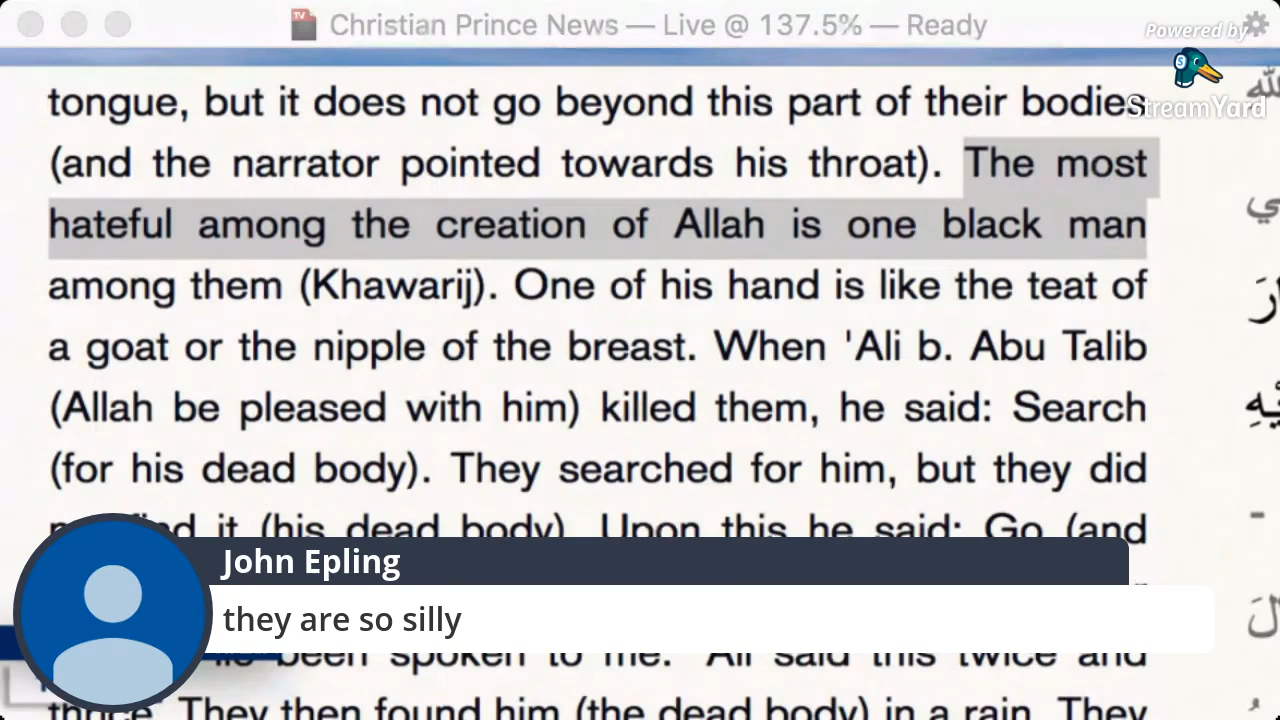 Christian Prince News — Live @ 137.5% — Ready
Powered by
StreamYard
tongue, but it does not go beyond this part of their bodies
(and the narrator pointed towards his throat). The most
hateful among the creation of Allah is one black man
among them (Khawarij). One of his hand is like the teat of
a goat or the nipple of the breast. When 'Ali b. Abu Talib
(Allah be pleased with him) killed them, he said: Search
(for his dead body). They searched for him, but they did
find it (his dead body). Upon this he said: Go (and
John Epling
they are so silly
been spoken to me. 'Ali said this twice and
thrice. They then found him (the dead body) in a rain. They